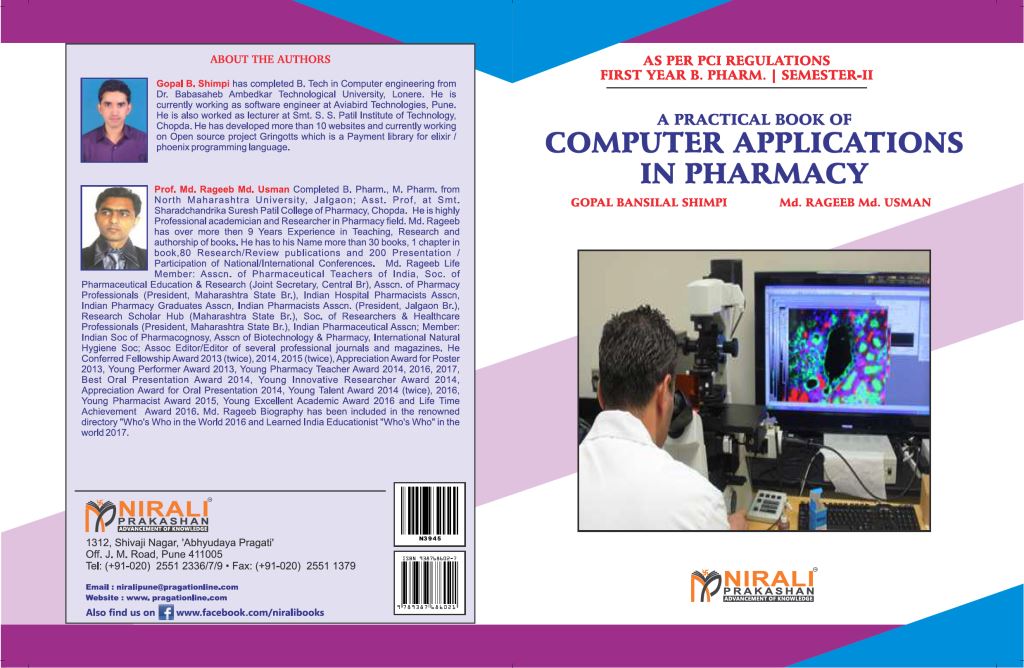 ABOUT THE AUTHORS
Gopal B. Shimpi has completed B. Tech in Computer engineering from
Dr. Babasaheb Ambedkar Technological University, Lonere. He is
currently working as software engineer at Aviabird Technologies, Pune.
He is also worked as lecturer at Smt. S. S. Patil Institute of Technology,
Chopda. He has developed more than 10 websites and currently working
on Open source project Gringotts which is a Payment library for elixir /
phoenix programming language.
Prof. Md. Rageeb Md. Usman Completed B. Pharm., M. Pharm. from
North Maharashtra University, Jalgaon; Asst. Prof, at Smt.
Sharadchandrika Suresh Patil College of Pharmacy, Chopda. He is highly
Professional academician and Researcher in Pharmacy field. Md. Rageeb
has over more then 9 Years Experience in Teaching, Research and
authorship of books. He has to his Name more than 30 books, 1 chapter in
book,80 Research/Review publications and 200 Presentation /
Participation of National/International Conferences. Md. Rageeb Life
Member: Asscn. of Pharmaceutical Teachers of India, Soc. of
Pharmaceutical Education & Research (Joint Secretary, Central Br), Asscn. of Pharmacy
Professionals (President, Maharashtra State Br.), Indian Hospital Pharmacists Asscn,
Indian Pharmacy Graduates Asscn, Indian Pharmacists Asscn. (President, Jalgaon Br.),
Research Scholar Hub (Maharashtra State Br.), Soc. of Researchers & Healthcare
Professionals (President, Maharashtra State Br.), Indian Pharmaceutical Asscn; Member:
Indian Soc of Pharmacognosy, Asscn of Biotechnology & Pharmacy, International Natural
Hygiene Soc; Assoc Editor/Editor of several professional journals and magazines. He
Conferred Fellowship Award 2013 (twice), 2014, 2015 (twice), Appreciation Award for Poster
2013, Young Performer Award 2013, Young Pharmacy Teacher Award 2014, 2016, 2017,
Best Oral Presentation Award 2014, Young Innovative Researcher Award 2014,
Appreciation Award for Oral Presentation 2014, Young Talent Award 2014 (twice), 2016,
Young Pharmacist Award 2015, Young Excellent Academic Award 2016 and Life Time
Achievement Award 2016. Md. Rageeb Biography has been included in the renowned
directory "Who's Who in the World 2016 and Learned India Educationist "Who's Who" in the
world 2017.
NIRALI
PRAKASHAN
ADVANCEMENT OF KNOWLEDGE
1312, Shivaji Nagar, 'Abhyudaya Pragati'
Off. J. M. Road, Pune 411005
Tel: (+91-020) 2551 2336/7/9 • Fax: (+91-020) 2551 1379
Email : niralipune@pragationline.com
Website : www. pragationline.com
Also find us on f www.facebook.com/niralibooks
N3945
ISBN 938768602-7
9 789387 686021
AS PER PCI REGULATIONS
FIRST YEAR B. PHARM. | SEMESTER-II
A PRACTICAL BOOK OF
COMPUTER APPLICATIONS
IN PHARMACY
GOPAL BANSILAL SHIMPI Md. RAGEEB Md. USMAN
NIRALI
PRAKASHAN
ADVANCEMENT OF KNOWLEDGE